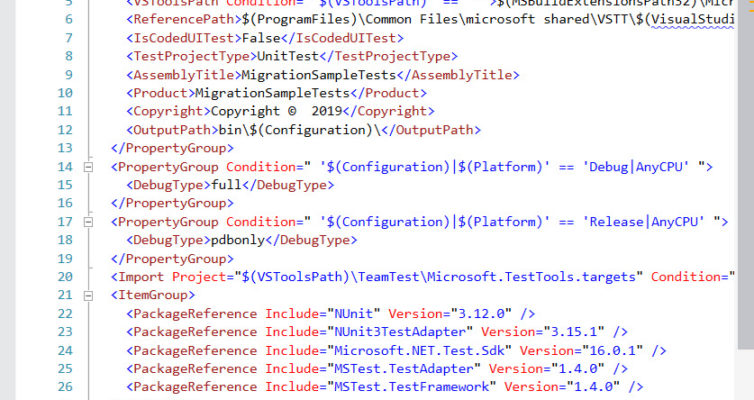 5 <VSToolsPath Condition=" '$(VSToolsPath)' == '' ">$(MSBuildExtensionsPath32)\Micr
6 <ReferencePath>$(ProgramFiles)\Common Files\microsoft shared\VSTT\$(VisualStudi
7 <IsCodedUITest>False</IsCodedUITest>
8 <TestProjectType>UnitTest</TestProjectType>
9 <AssemblyTitle>MigrationSampleTests</AssemblyTitle>
10 <Product>MigrationSampleTests</Product>
11 <Copyright>Copyright ©  2019</Copyright>
12 <OutputPath>bin\$(Configuration)\</OutputPath>
13 </PropertyGroup>
14 <PropertyGroup Condition=" '$(Configuration)|$(Platform)' == 'Debug|AnyCPU' ">
15 <DebugType>full</DebugType>
16 </PropertyGroup>
17 <PropertyGroup Condition=" '$(Configuration)|$(Platform)' == 'Release|AnyCPU' ">
18 <DebugType>pdbonly</DebugType>
19 </PropertyGroup>
20 <Import Project="$(VSToolsPath)\TeamTest\Microsoft.TestTools.targets" Condition="
21 <ItemGroup>
22 <PackageReference Include="NUnit" Version="3.12.0" />
23 <PackageReference Include="NUnit3TestAdapter" Version="3.15.1" />
24 <PackageReference Include="Microsoft.NET.Test.Sdk" Version="16.0.1" />
25 <PackageReference Include="MSTest.TestAdapter" Version="1.4.0" />
26 <PackageReference Include="MSTest.TestFramework" Version="1.4.0" />